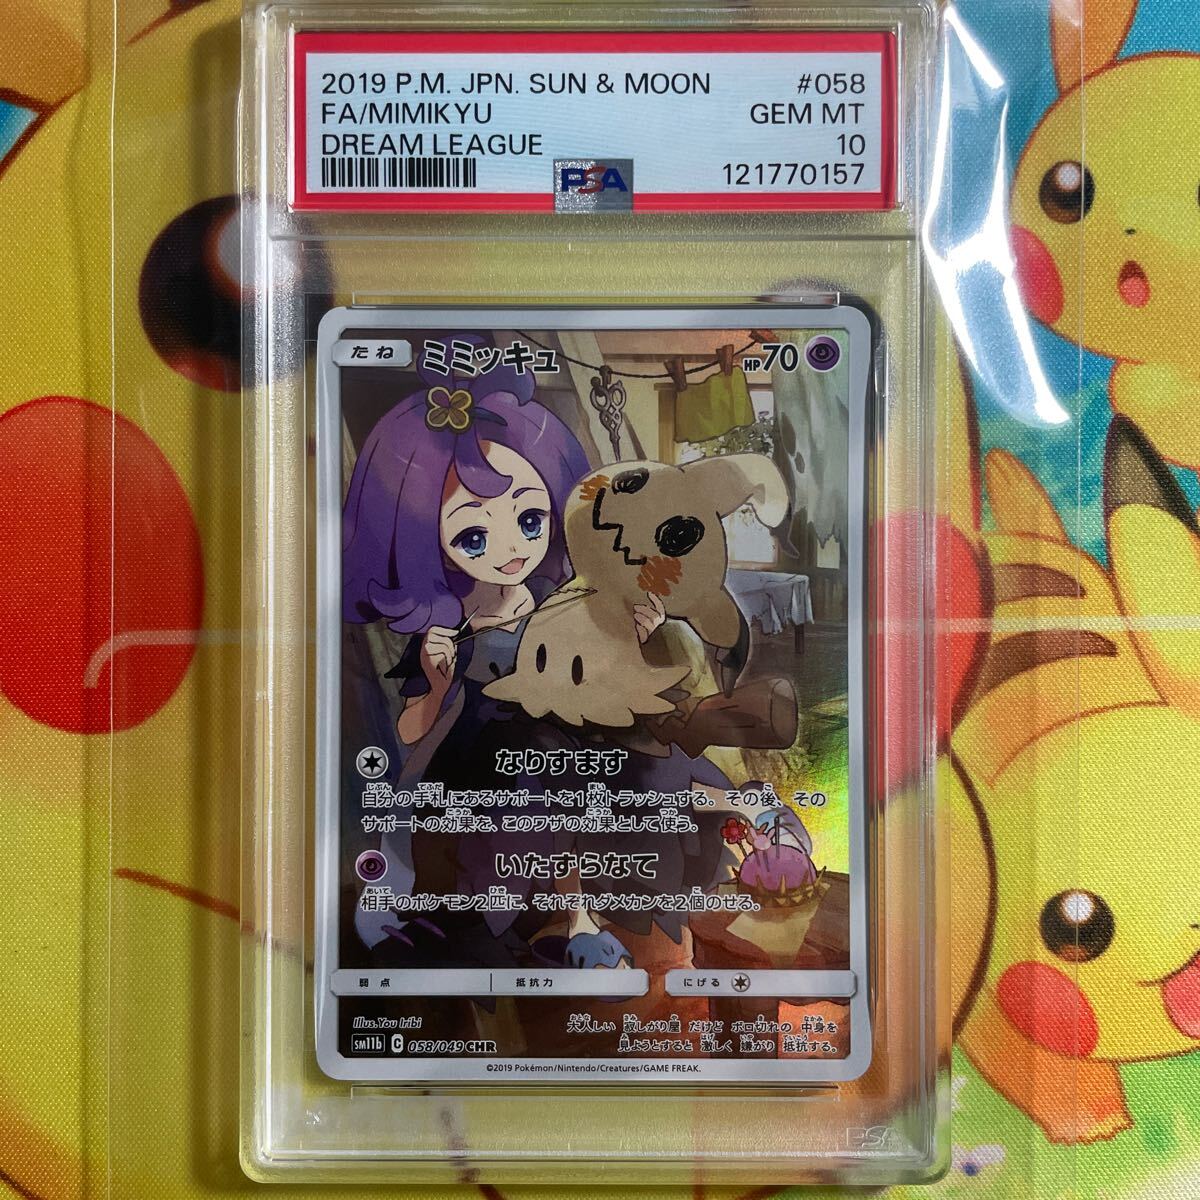 2019 P.M. JPN. SUN & MOON #058
FA/MIMIKYU GEM MT
DREAM LEAGUE 10
PSA 121770157
たね ミミッキュ HP70
なりすます
自分の手札にあるサポートを1枚トラッシュする。その後、その
サポートの効果を、このワザの効果として使う。
いたずらなて
相手のポケモン2匹に、それぞれダメカンを2個のせる。
弱点 抵抗力 にげる
Illus.You Iribi
大人しい 寂しがり屋 だけど ボロ切れの 中身を
見ようとすると 激しく 嫌がり 抵抗する。
sm11b C 058/049 CHR
©2019 Pokémon/Nintendo/Creatures/GAME FREAK.
PSA